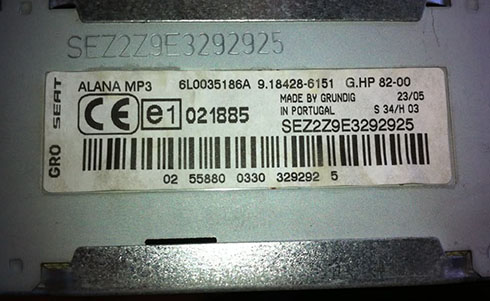 SEZ2Z9E3292925
ALANA MP3 6L0035186A 9.18428-6151 G.HP 82-00
MADE BY GRUNDIG 23/05
IN PORTUGAL S 34/H 03
CE e1 021885 SEZ2Z9E3292925
GRO SEAT
02 55880 0330 329292 5